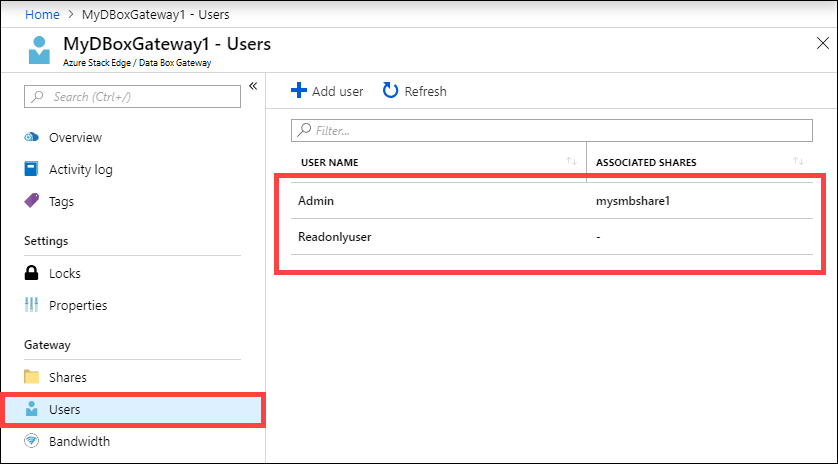 Home > MyDBoxGateway1 - Users
MyDBoxGateway1 - Users
Azure Stack Edge / Data Box Gateway
Search (Ctrl+/)
Overview
Activity log
Tags
Settings
Locks
Properties
Gateway
Shares
Users
Bandwidth
Add user Refresh
Filter...
USER NAME ASSOCIATED SHARES
Admin mysmbshare1
Readonlyuser -